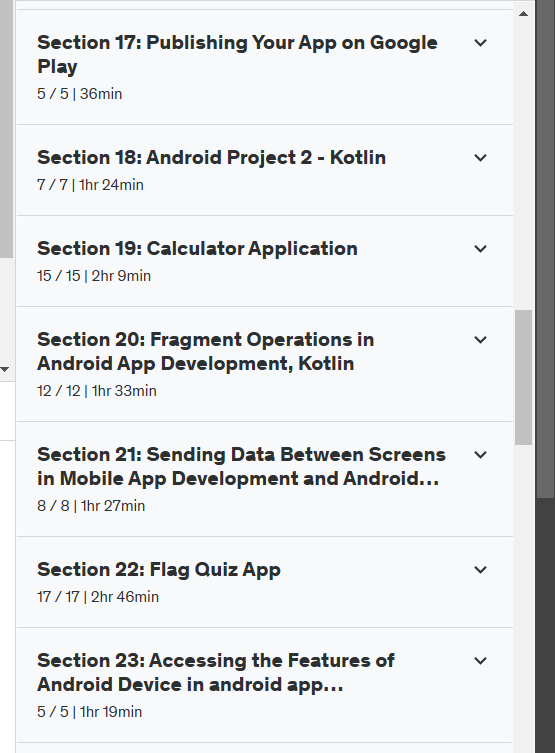 Section 17: Publishing Your App on Google
Play
5 / 5 | 36min
Section 18: Android Project 2 - Kotlin
7 / 7 | 1hr 24min
Section 19: Calculator Application
15 / 15 | 2hr 9min
Section 20: Fragment Operations in
Android App Development, Kotlin
12 / 12 | 1hr 33min
Section 21: Sending Data Between Screens
in Mobile App Development and Android...
8 / 8 | 1hr 27min
Section 22: Flag Quiz App
17 / 17 | 2hr 46min
Section 23: Accessing the Features of
Android Device in android app...
5 / 5 | 1hr 19min